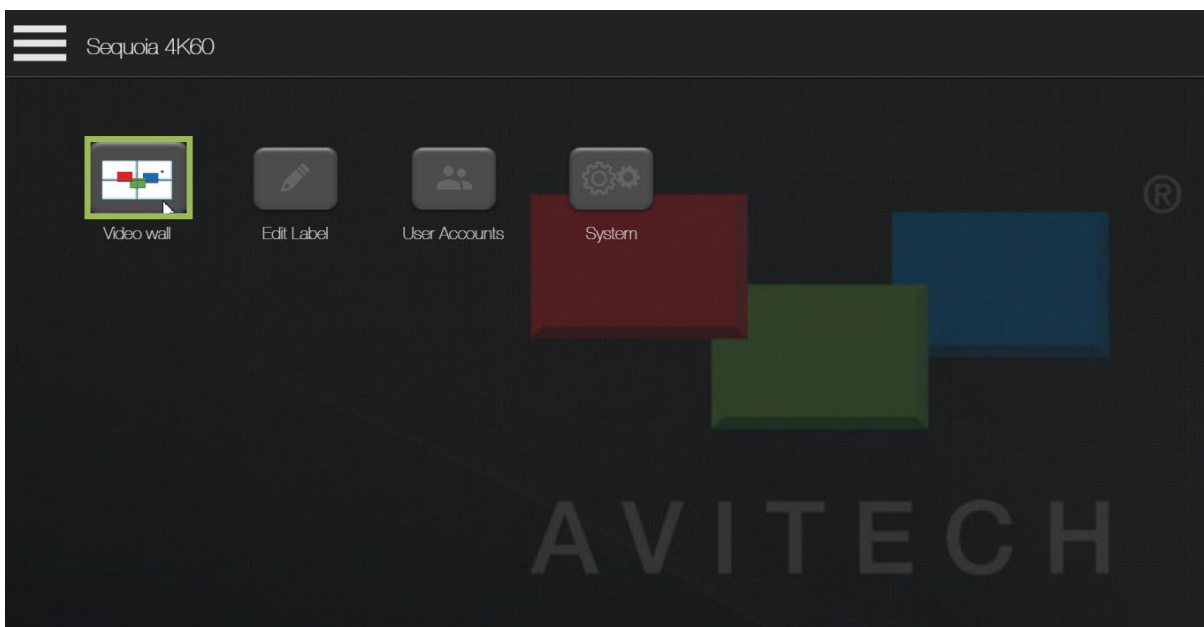 Sequoia 4K60
Video wall
Edit Label
User Accounts
System
®
AVITECH